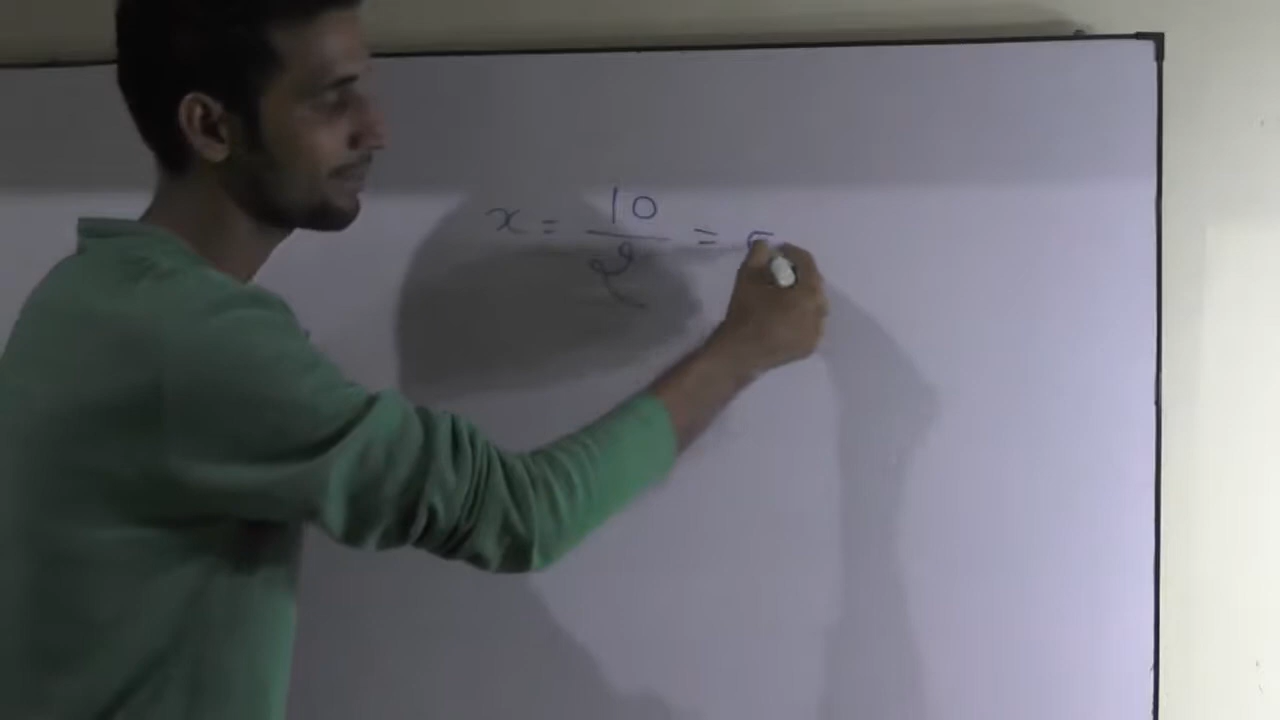 x = 10/2 =